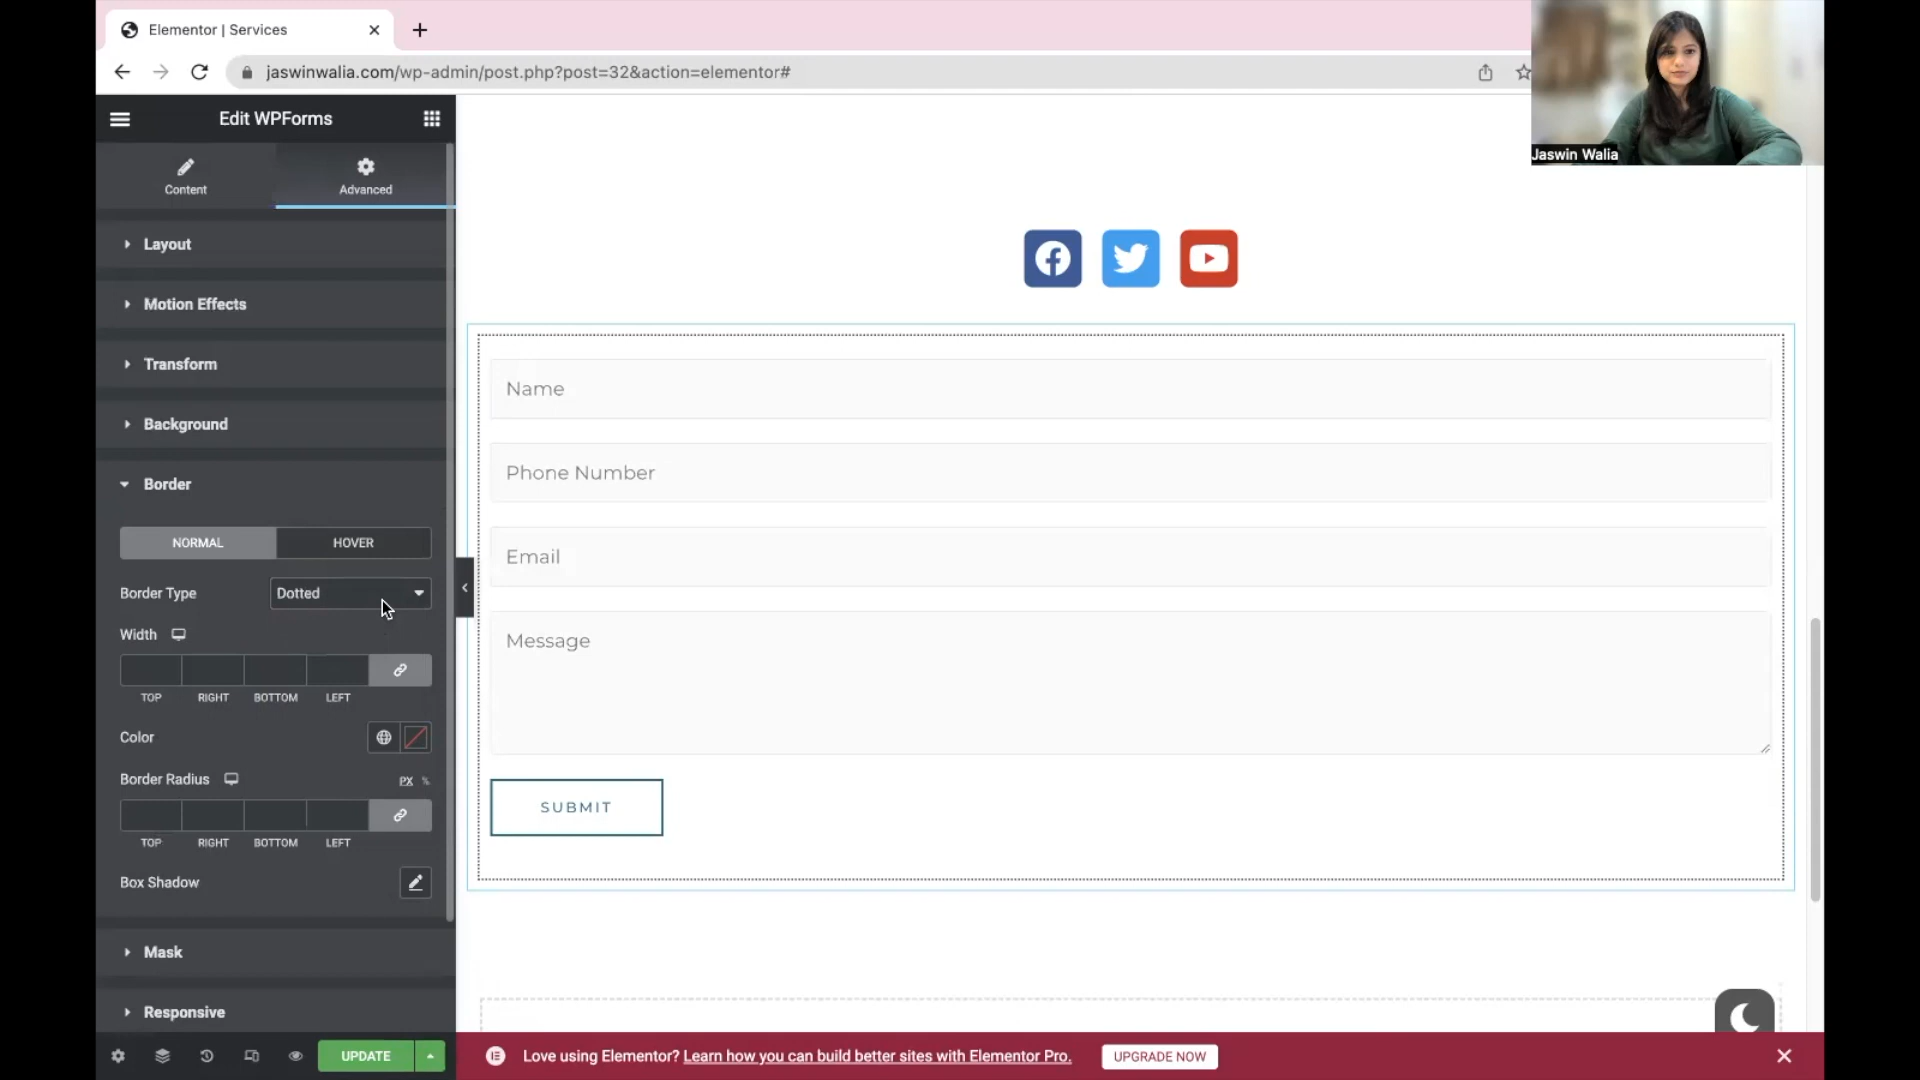 Elementor | Services
jaswinwalia.com/wp-admin/post.php?post=32&action=elementor#
Jaswin Walia
Edit WPForms
Content
Advanced
Layout
Motion Effects
Transform
Background
Border
NORMAL
HOVER
Border Type
Dotted
Width
TOP RIGHT BOTTOM LEFT
Color
Border Radius
PX %
TOP RIGHT BOTTOM LEFT
Box Shadow
Mask
Responsive
UPDATE
Name
Phone Number
Email
Message
SUBMIT
Love using Elementor? Learn how you can build better sites with Elementor Pro.
UPGRADE NOW